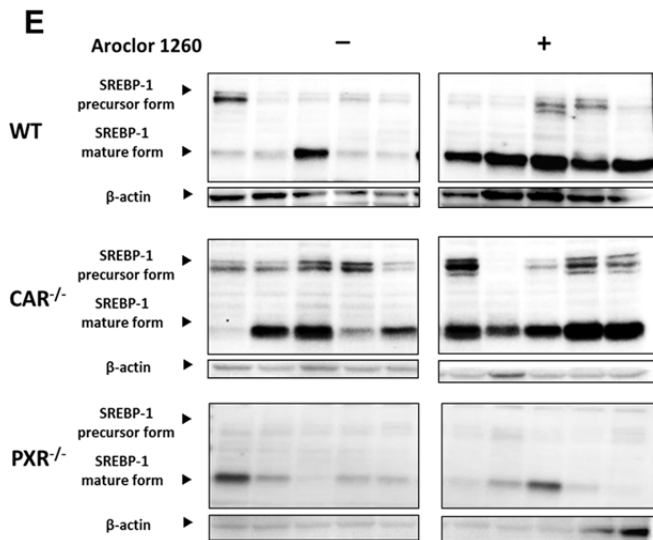 E
Aroclor 1260 − +
SREBP-1
precursor form
WT
SREBP-1
mature form
β-actin
SREBP-1
precursor form
CAR-/-
SREBP-1
mature form
β-actin
SREBP-1
precursor form
PXR-/-
SREBP-1
mature form
β-actin